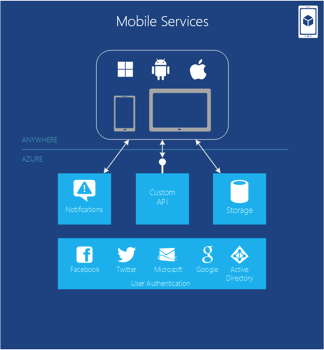 Mobile Services
ANYWHERE
AZURE
Notifications
Custom
API
Storage
Facebook
Twitter
Microsoft
Google
Active
Directory
User Authentication